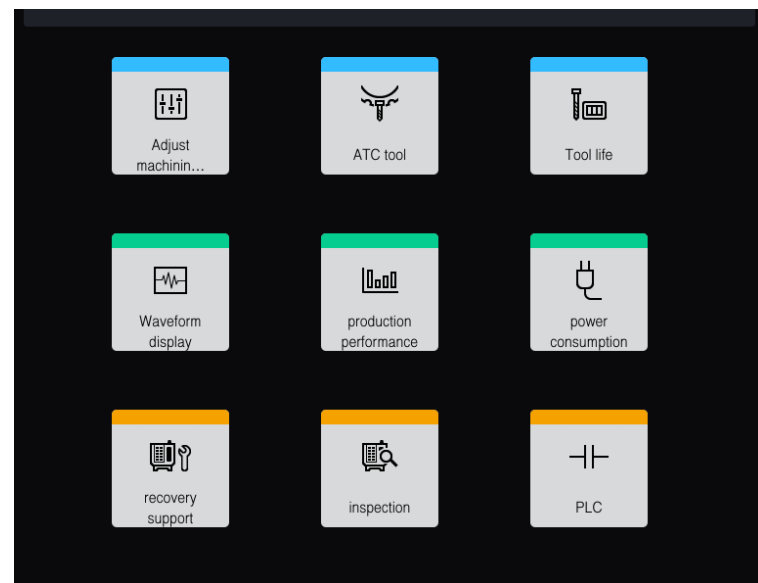 Adjust
machinin...
ATC tool
Tool life
Waveform
display
production
performance
power
consumption
recovery
support
inspection
PLC